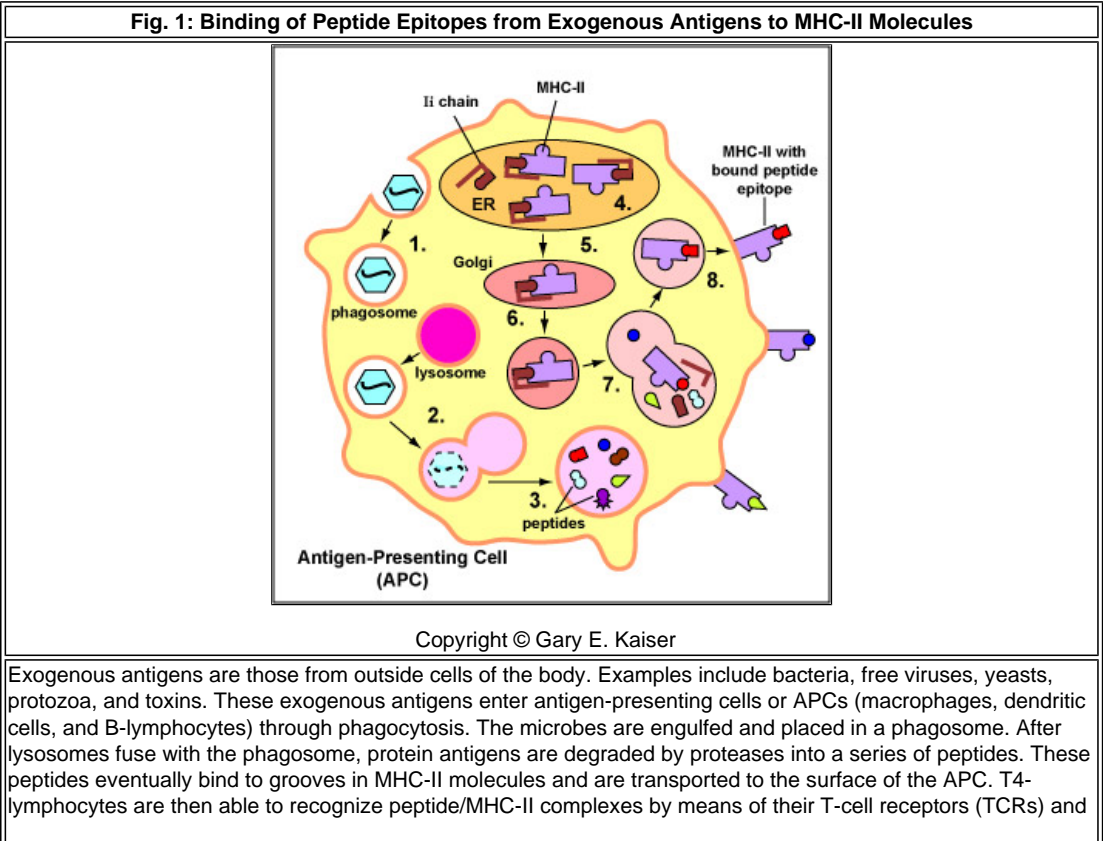 Fig. 1: Binding of Peptide Epitopes from Exogenous Antigens to MHC-II Molecules
Ii chain
MHC-II
MHC-II with
bound peptide
epitope
ER
4.
1.
5.
Golgi
8.
phagosome
6.
lysosome
7.
2.
3.
peptides
Antigen-Presenting Cell
(APC)
Copyright © Gary E. Kaiser
Exogenous antigens are those from outside cells of the body. Examples include bacteria, free viruses, yeasts,
protozoa, and toxins. These exogenous antigens enter antigen-presenting cells or APCs (macrophages, dendritic
cells, and B-lymphocytes) through phagocytosis. The microbes are engulfed and placed in a phagosome. After
lysosomes fuse with the phagosome, protein antigens are degraded by proteases into a series of peptides. These
peptides eventually bind to grooves in MHC-II molecules and are transported to the surface of the APC. T4-
lymphocytes are then able to recognize peptide/MHC-II complexes by means of their T-cell receptors (TCRs) and